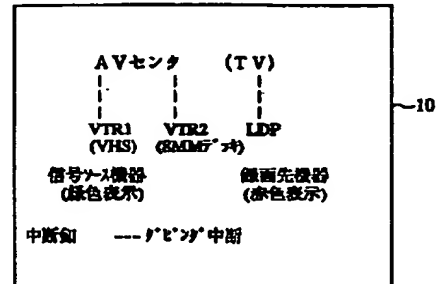 AVセンタ (TV)
VTR1 VTR2 LDP
(VHS) (8MMデッキ)
信号ソース機器 録画先機器
(緑色表示) (赤色表示)
中断釦 --- ダビング中断
10